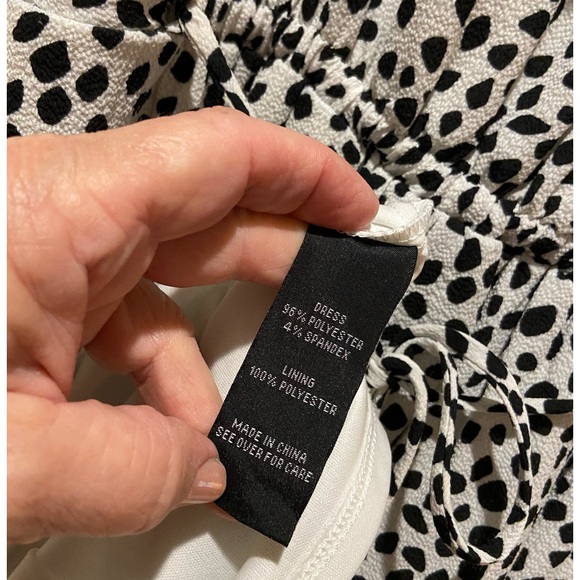 DRESS
96% POLYESTER
4% SPANDEX
LINING
100% POLYESTER
MADE IN CHINA
SEE OVER FOR CARE